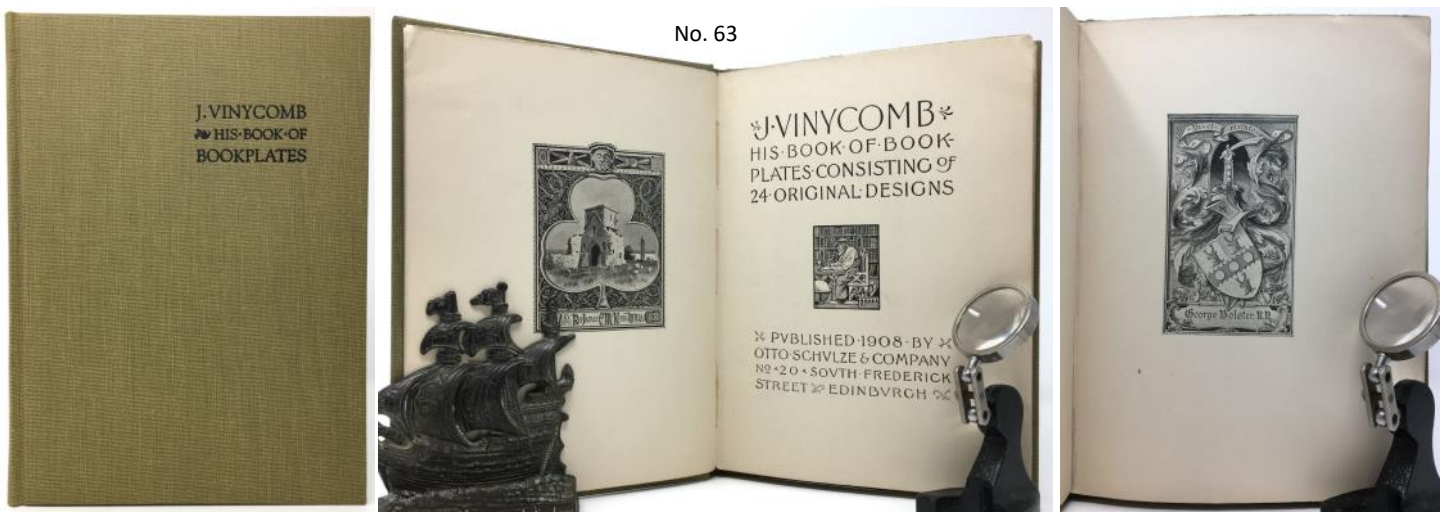 No. 63
J. VINYCOMB
HIS·BOOK·OF
BOOKPLATES
J·VINYCOMB
HIS·BOOK·OF·BOOK-
PLATES·CONSISTING of
24·ORIGINAL·DESIGNS
PVBLISHED·1908·BY
OTTO·SCHVLZE & COMPANY
No·20·SOVTH·FREDERICK
STREET EDINBVRGH
George Bolster. R.N.